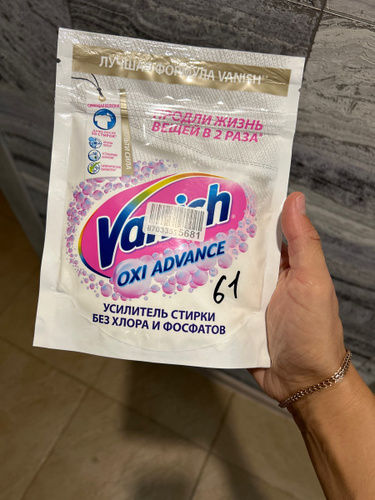 ЛУЧШАЯ ФОРМУЛА VANISH
ПРОДЛИ ЖИЗНЬ
ВЕЩЕЙ В 2 РАЗА*
Vanish
OXI ADVANCE
61
УСИЛИТЕЛЬ СТИРКИ
БЕЗ ХЛОРА И ФОСФАТОВ